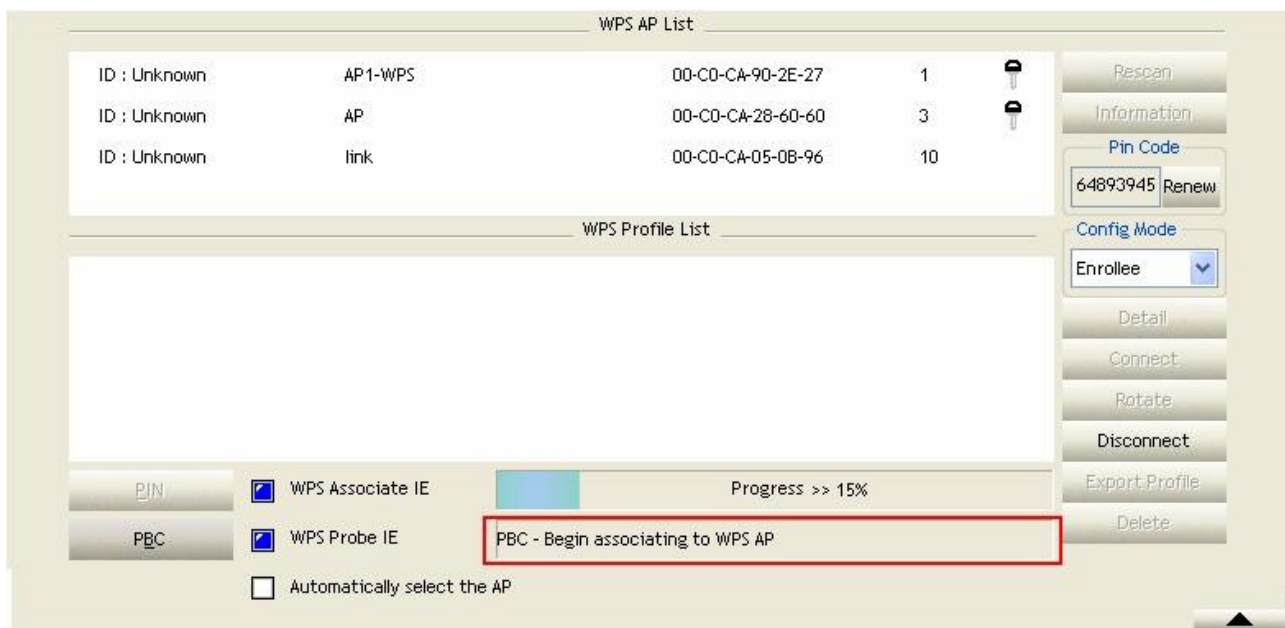 WPS AP List
ID : Unknown AP1-WPS 00-C0-CA-90-2E-27 1
ID : Unknown AP 00-C0-CA-28-60-60 3
ID : Unknown link 00-C0-CA-05-0B-96 10
Rescan
Information
Pin Code
64893945 Renew
WPS Profile List
Config Mode
Enrollee
Detail
Connect
Rotate
Disconnect
Export Profile
Delete
PIN WPS Associate IE Progress >> 15%
PBC WPS Probe IE PBC - Begin associating to WPS AP
Automatically select the AP